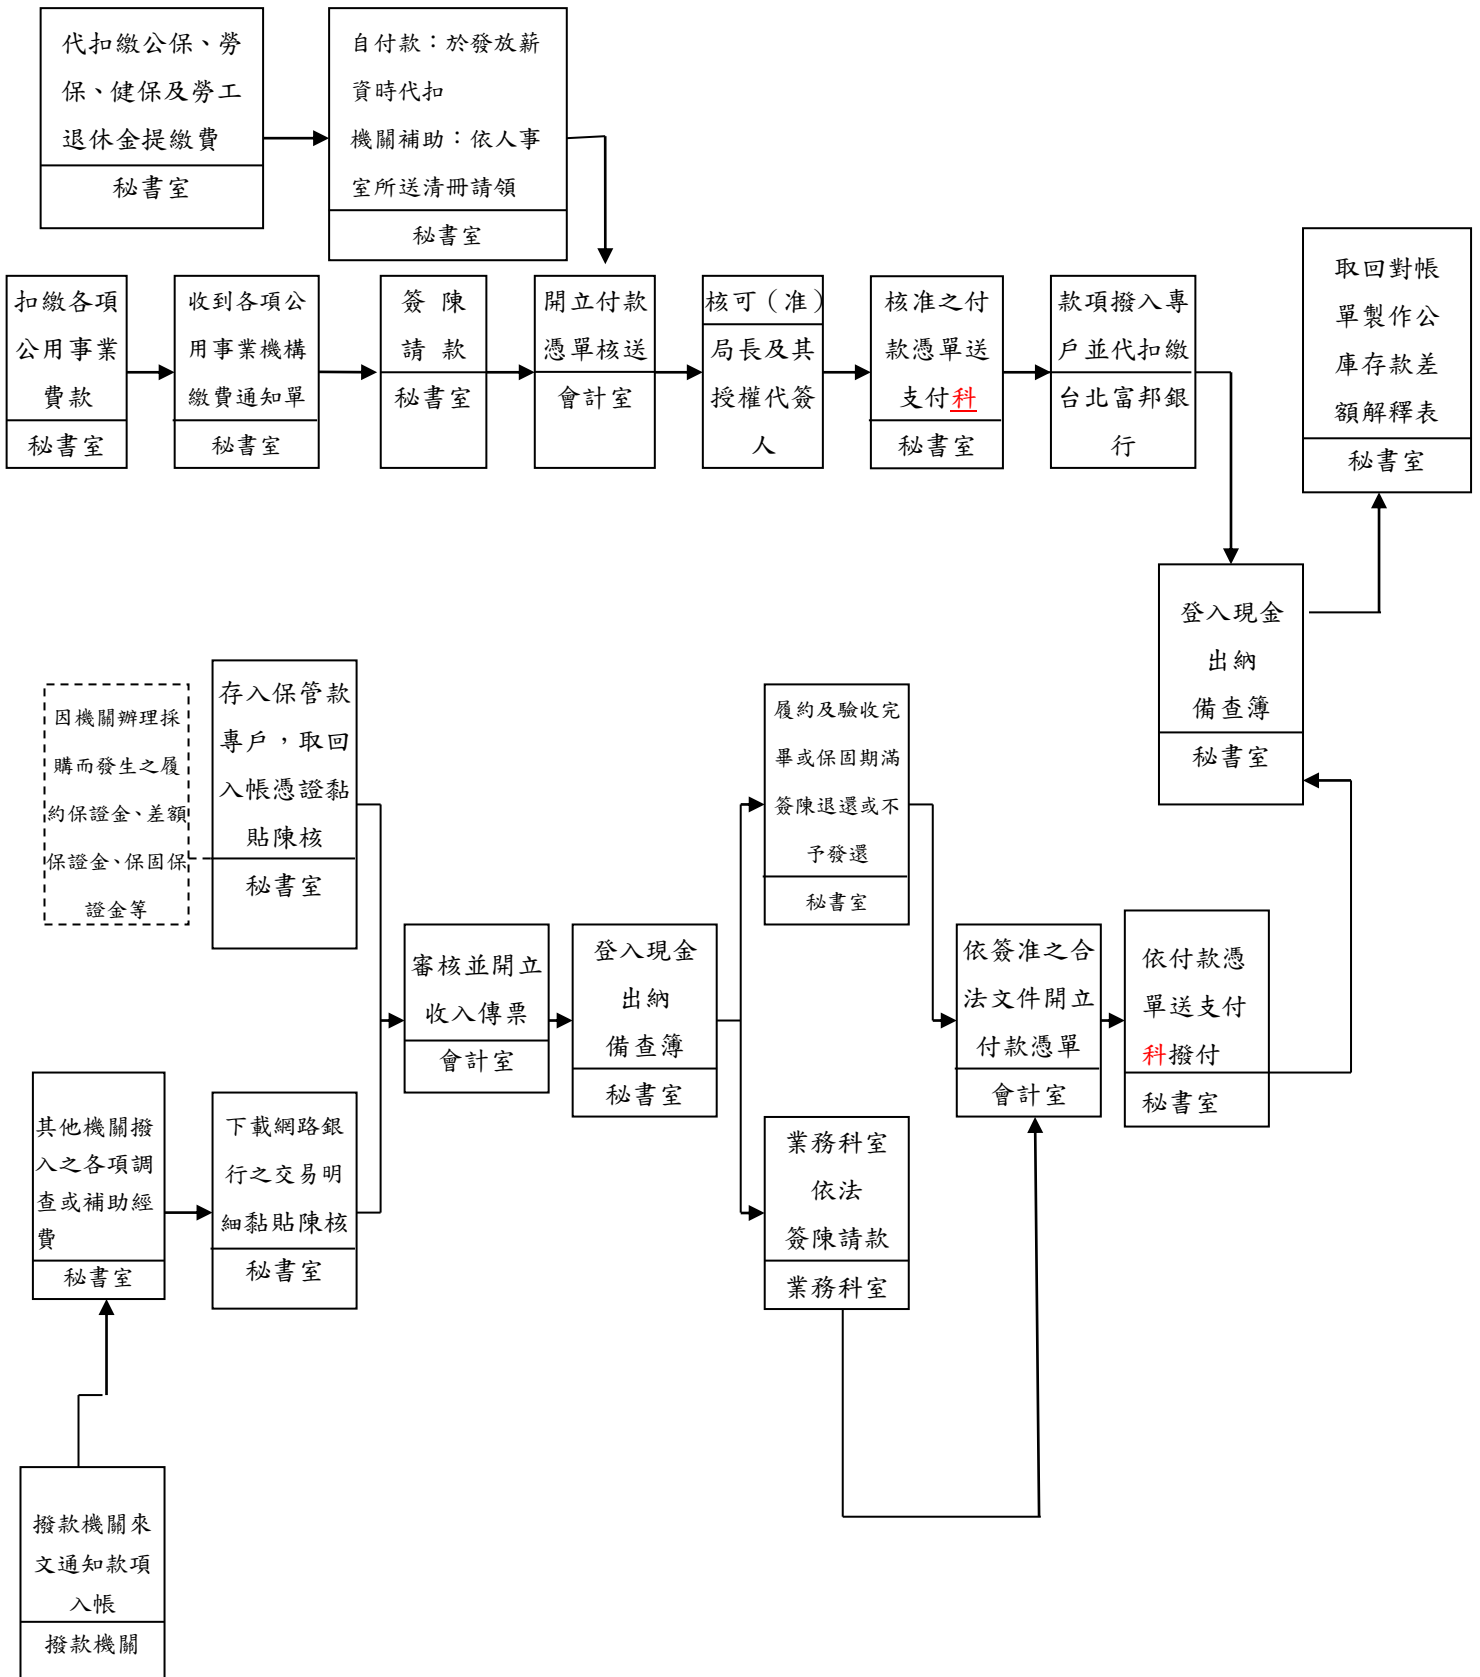 代扣繳公保、勞
保、健保及勞工
退休金提繳費
秘書室
自付款：於發放薪
資時代扣
機關補助：依人事
室所送清冊請領
秘書室
扣繳各項
公用事業
費款
秘書室
收到各項公
用事業機構
繳費通知單
秘書室
簽 陳
請 款
秘書室
開立付款
憑單核送
會計室
核可（准）
局長及其
授權代簽
人
核准之付
款憑單送
支付科
秘書室
款項撥入專
戶並代扣繳
台北富邦銀
行
取回對帳
單製作公
庫存款差
額解釋表
秘書室
登入現金
出納
備查簿
秘書室
因機關辦理採
購而發生之履
約保證金、差額
保證金、保固保
證金等
存入保管款
專戶，取回
入帳憑證黏
貼陳核
秘書室
履約及驗收完
畢或保固期滿
簽陳退還或不
予發還
秘書室
審核並開立
收入傳票
會計室
登入現金
出納
備查簿
秘書室
依簽准之合
法文件開立
付款憑單
會計室
依付款憑
單送支付
科撥付
秘書室
其他機關撥
入之各項調
查或補助經
費
秘書室
下載網路銀
行之交易明
細黏貼陳核
秘書室
業務科室
依法
簽陳請款
業務科室
撥款機關來
文通知款項
入帳
撥款機關